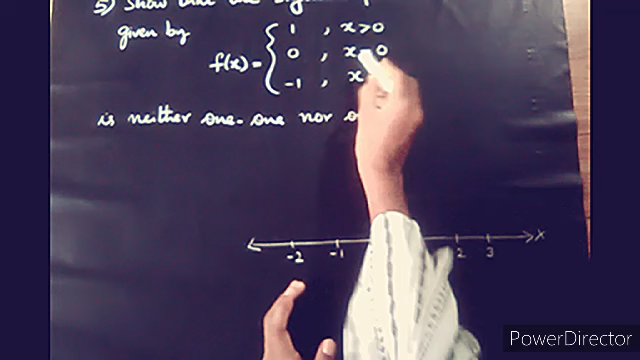 5) Show that the
given by
f(x) = { 1 , x > 0
0 , x = 0
-1 , x
is neither one-one nor
-2 -1 2 3 X
PowerDirector